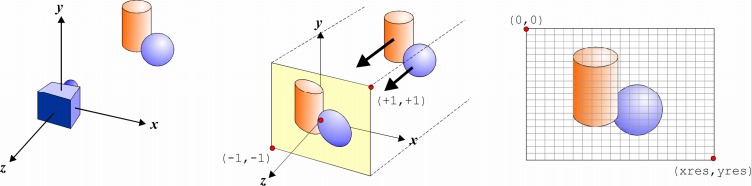 y
x
z
y
(+1,+1)
x
(-1,-1)
z
(0,0)
(xres,yres)